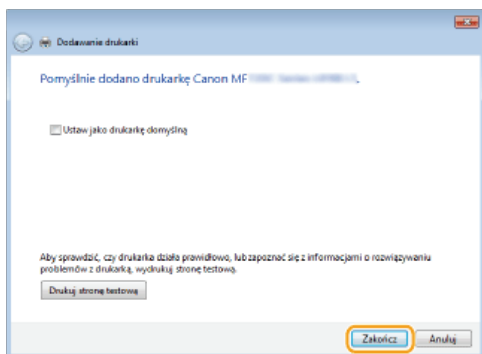 Dodawanie drukarki
Pomyślnie dodano drukarkę Canon MF
Ustaw jako drukarkę domyślną
Aby sprawdzić, czy drukarka działa prawidłowo, lub zapoznać się z informacjami o rozwiązywaniu
problemów z drukarką, wydrukuj stronę testową.
Drukuj stronę testową
Zakończ Anuluj